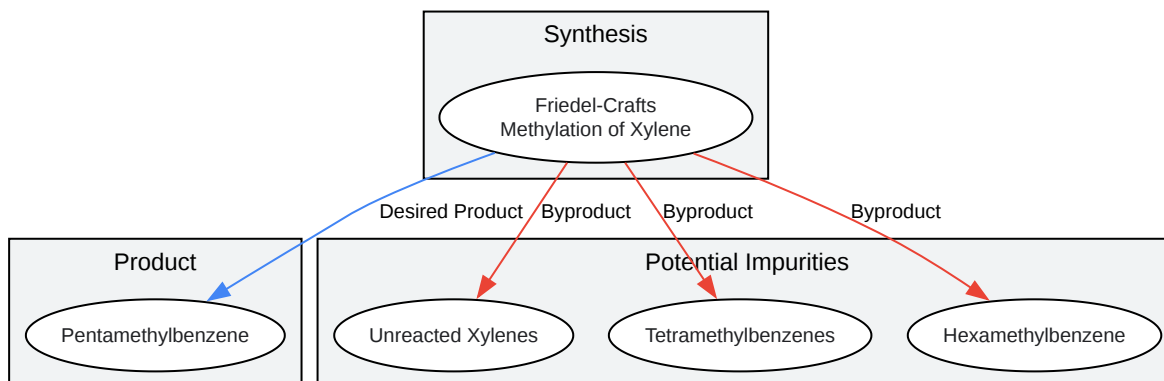 Synthesis
Friedel-Crafts
Methylation of Xylene
Desired Product
Byproduct
Byproduct
Byproduct
Product
Potential Impurities
Pentamethylbenzene
Unreacted Xylenes
Tetramethylbenzenes
Hexamethylbenzene